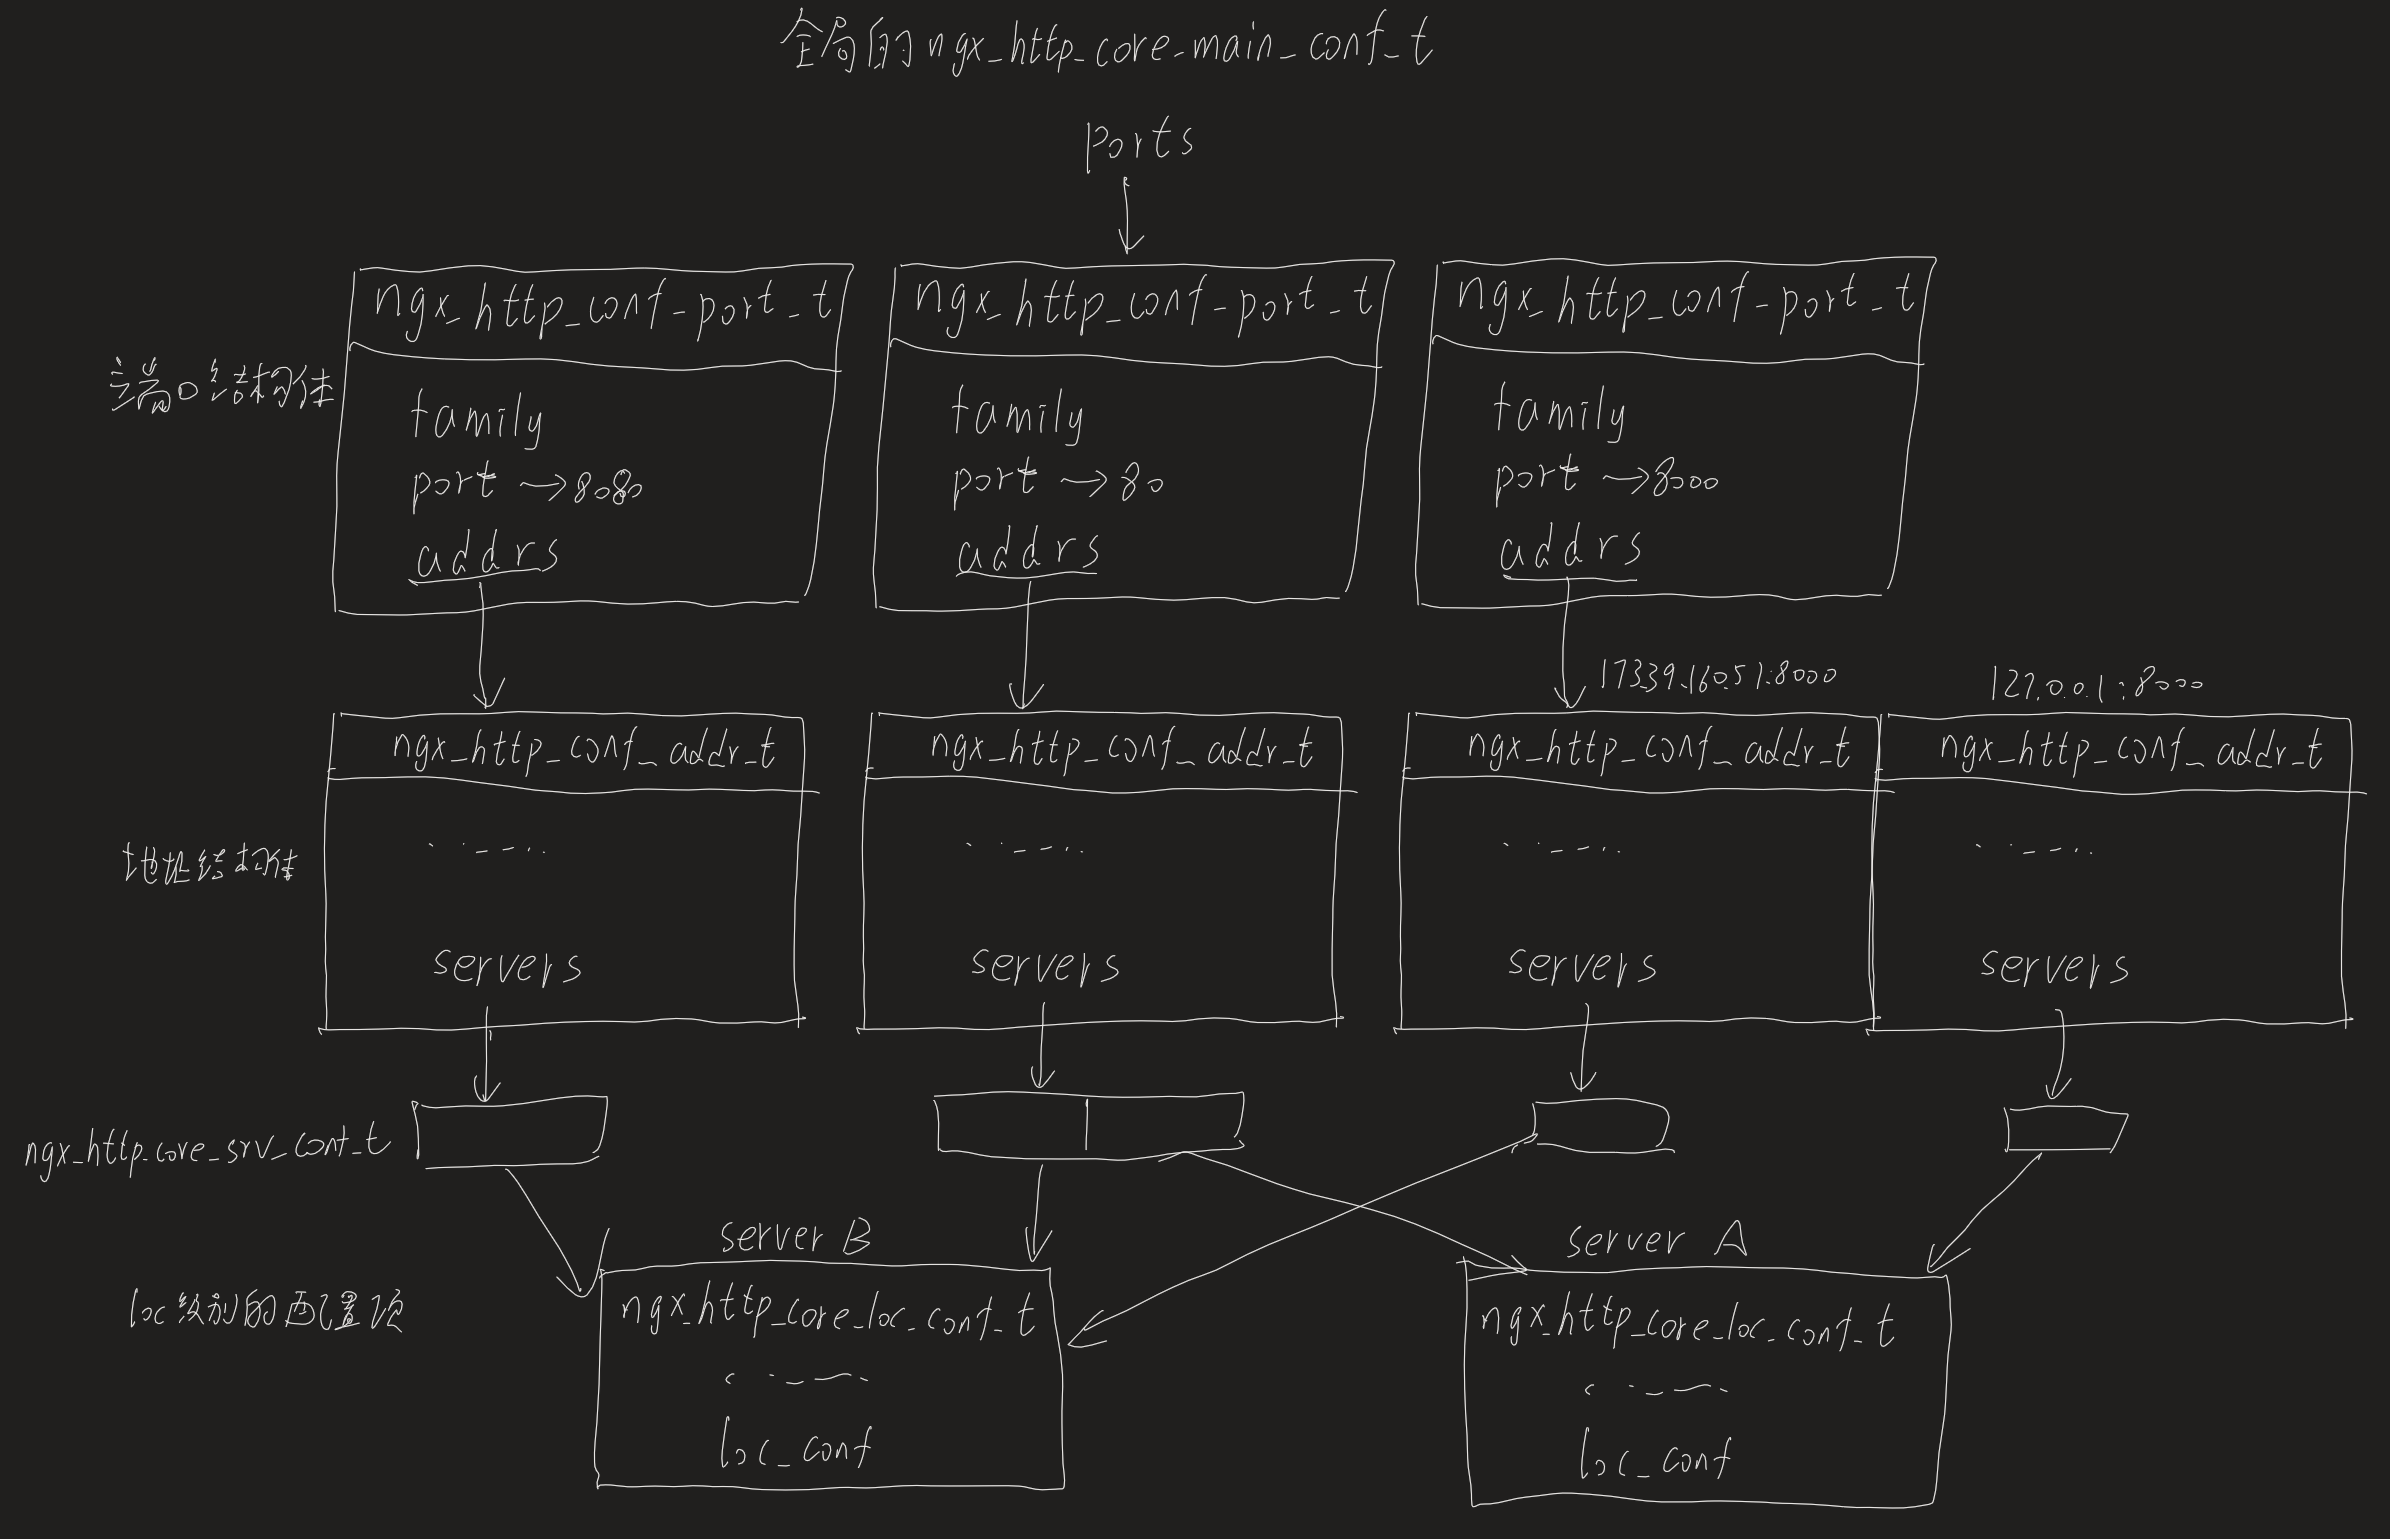 全局的ngx_http_core_main_conf_t
ports
ngx_http_conf_port_t
ngx_http_conf_port_t
ngx_http_conf_port_t
端口结构体
family
port →8080
addrs
family
port →80
addrs
family
port →8000
addrs
173.39.160.51:8000
127.0.0.1:8000
ngx_http_conf_addr_t
ngx_http_conf_addr_t
ngx_http_conf_addr_t
ngx_http_conf_addr_t
地址结构体
servers
servers
servers
servers
ngx_http_core_srv_conf_t
server B
server A
loc级别的配置项
ngx_http_core_loc_conf_t
loc_conf
ngx_http_core_loc_conf_t
loc_conf